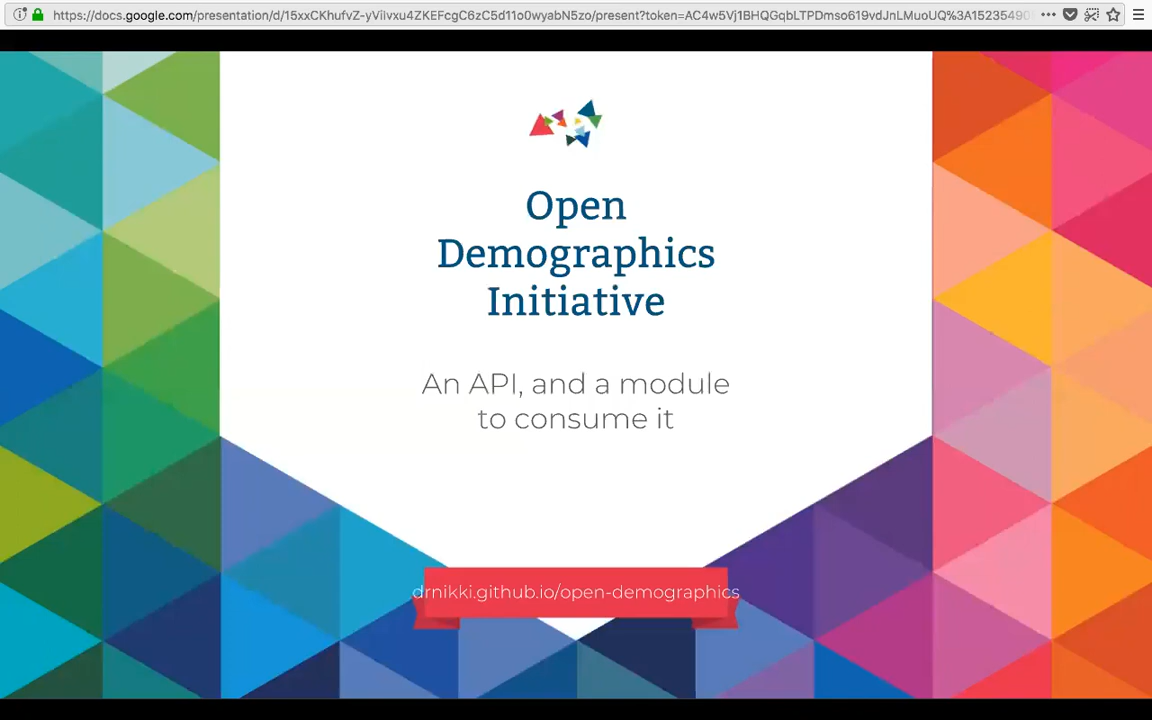 https://docs.google.com/presentation/d/15xxCKhufvZ-yViIvxu4ZKEFcgC6zC5d11o0wyabN5zo/present?token=AC4w5Vj1BHQGqbLTPDmso619vdJnLMuoUQ%3A15235490
Open
Demographics
Initiative
An API, and a module
to consume it
drnikki.github.io/open-demographics